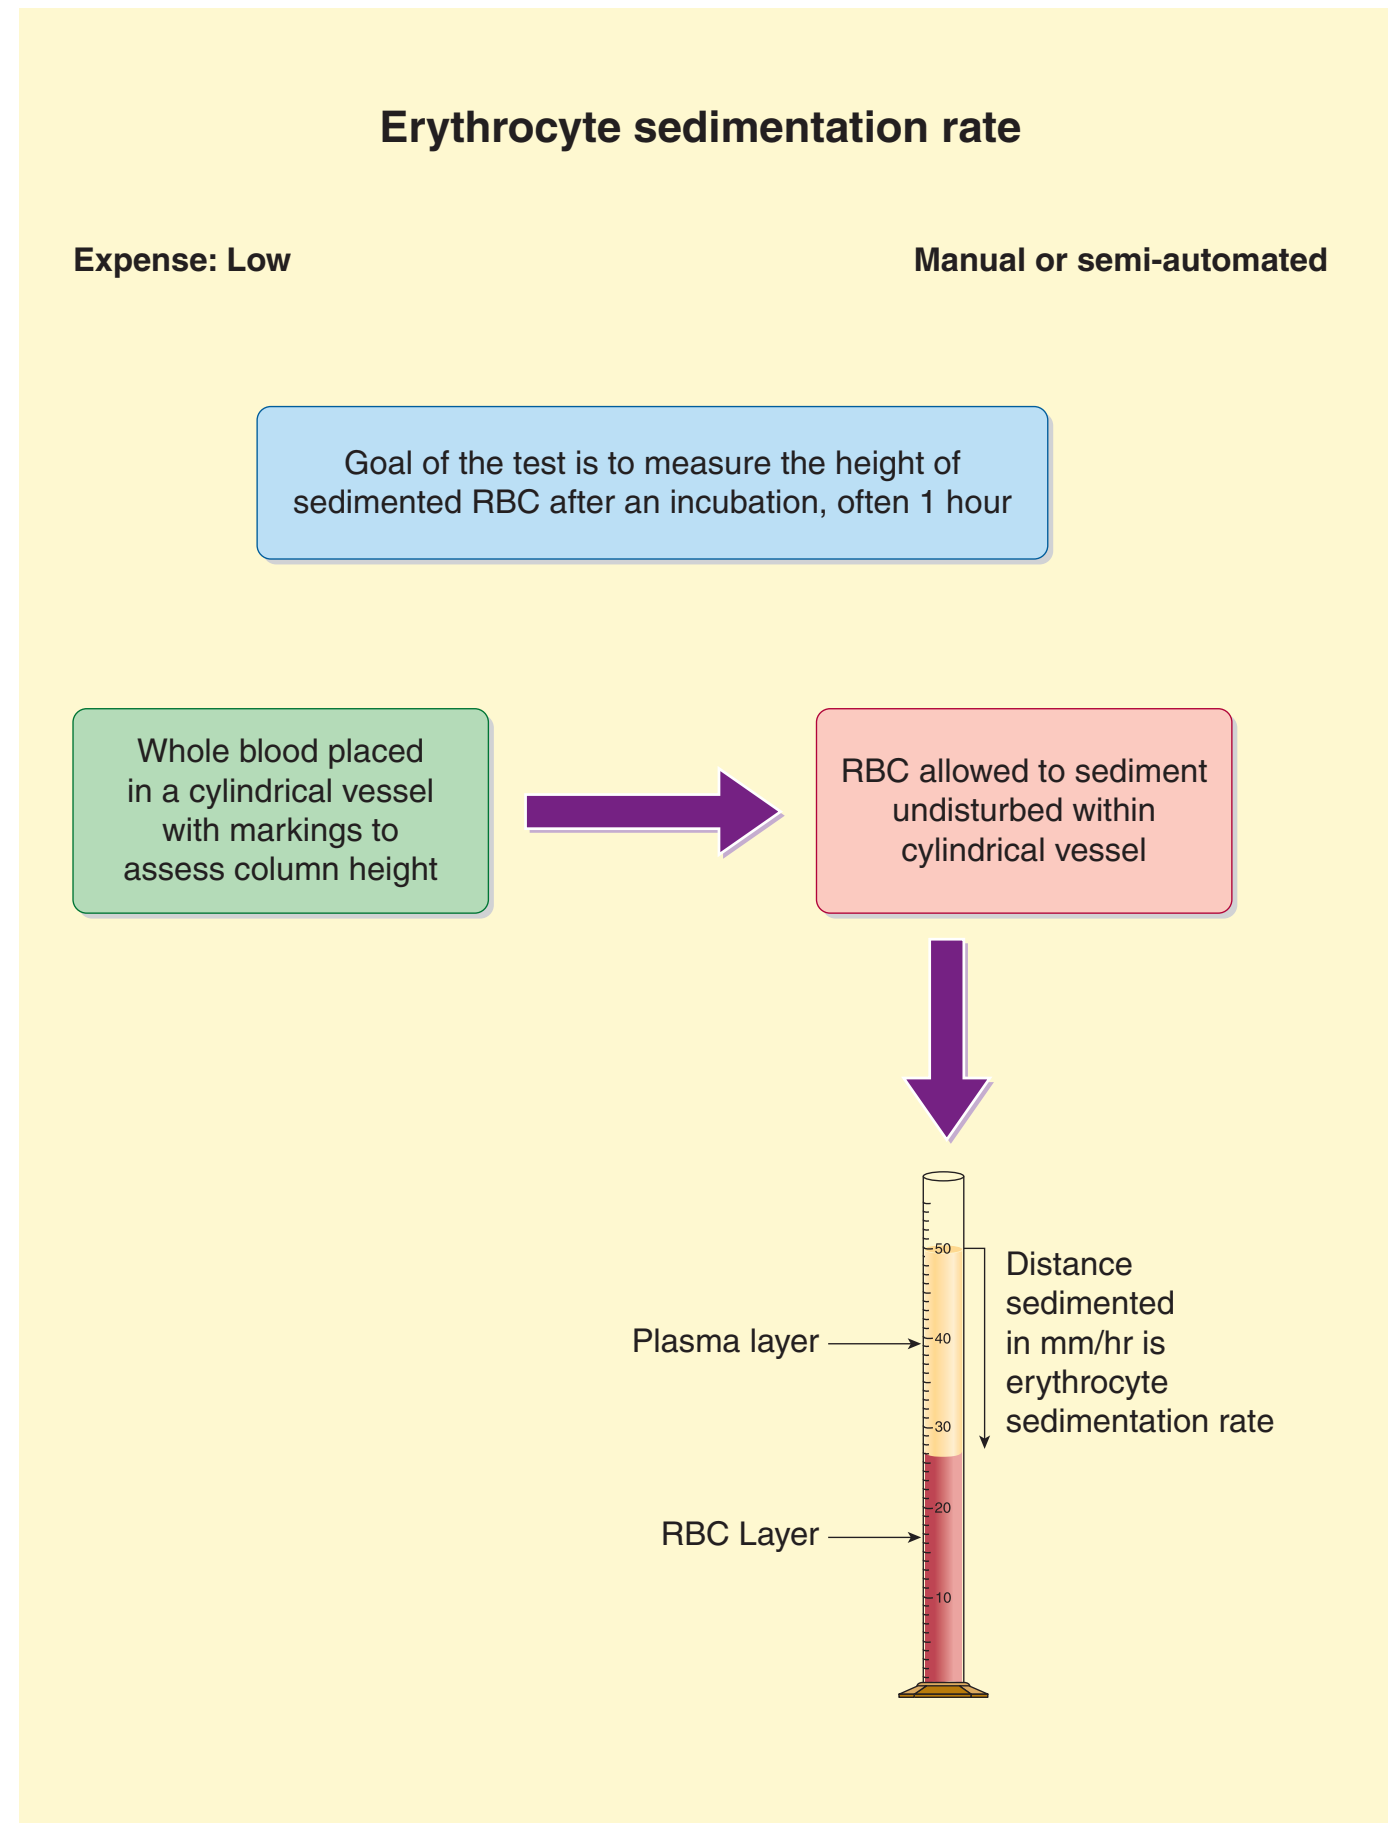 Erythrocyte sedimentation rate
Expense: Low
Manual or semi-automated
Goal of the test is to measure the height of
sedimented RBC after an incubation, often 1 hour
Whole blood placed
in a cylindrical vessel
with markings to
assess column height
RBC allowed to sediment
undisturbed within
cylindrical vessel
50
40
30
20
10
Distance
sedimented
in mm/hr is
erythrocyte
sedimentation rate
Plasma layer
RBC Layer